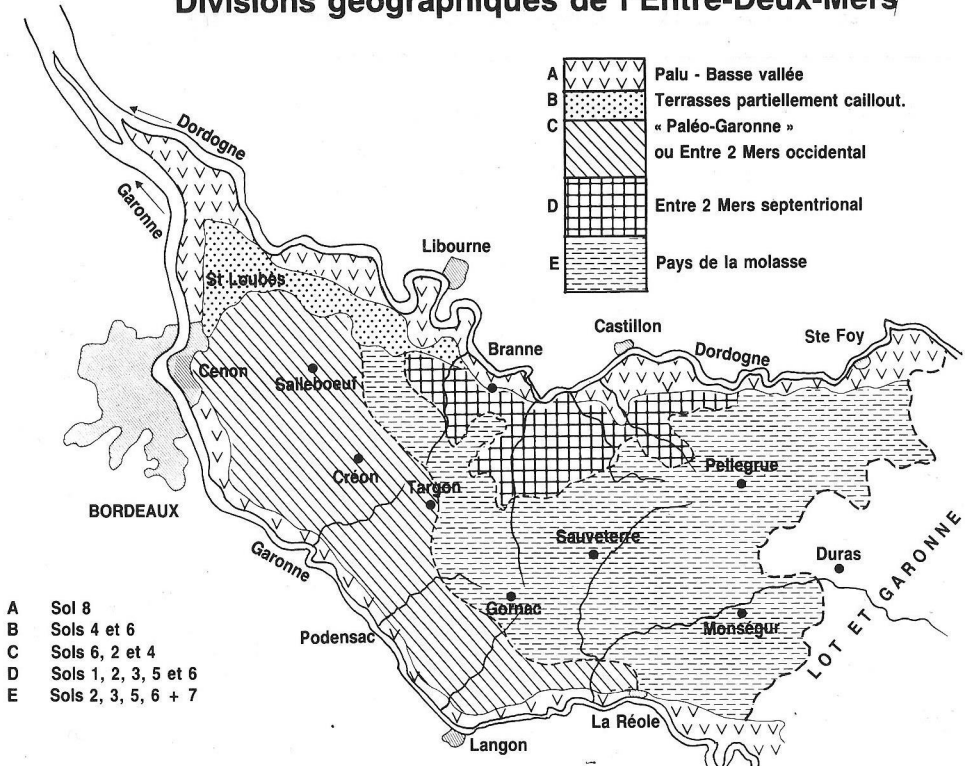 Divisions géographiques de l'Entre-Deux-Mers
A Palu - Basse vallée
B Terrasses partiellement caillout.
C « Paléo-Garonne »
ou Entre 2 Mers occidental
D Entre 2 Mers septentrional
E Pays de la molasse
Dordogne
Garonne
Libourne
St Loubès
Castillon
Ste Foy
Branne
Dordogne
Cenon
Salleboeuf
Pellegrue
Créon
Targon
BORDEAUX
Sauveterre
Garonne
Duras
Gornac
LOT ET GARONNE
Podensac
Monségur
A Sol 8
B Sols 4 et 6
C Sols 6, 2 et 4
D Sols 1, 2, 3, 5 et 6
E Sols 2, 3, 5, 6 + 7
La Réole
Langon